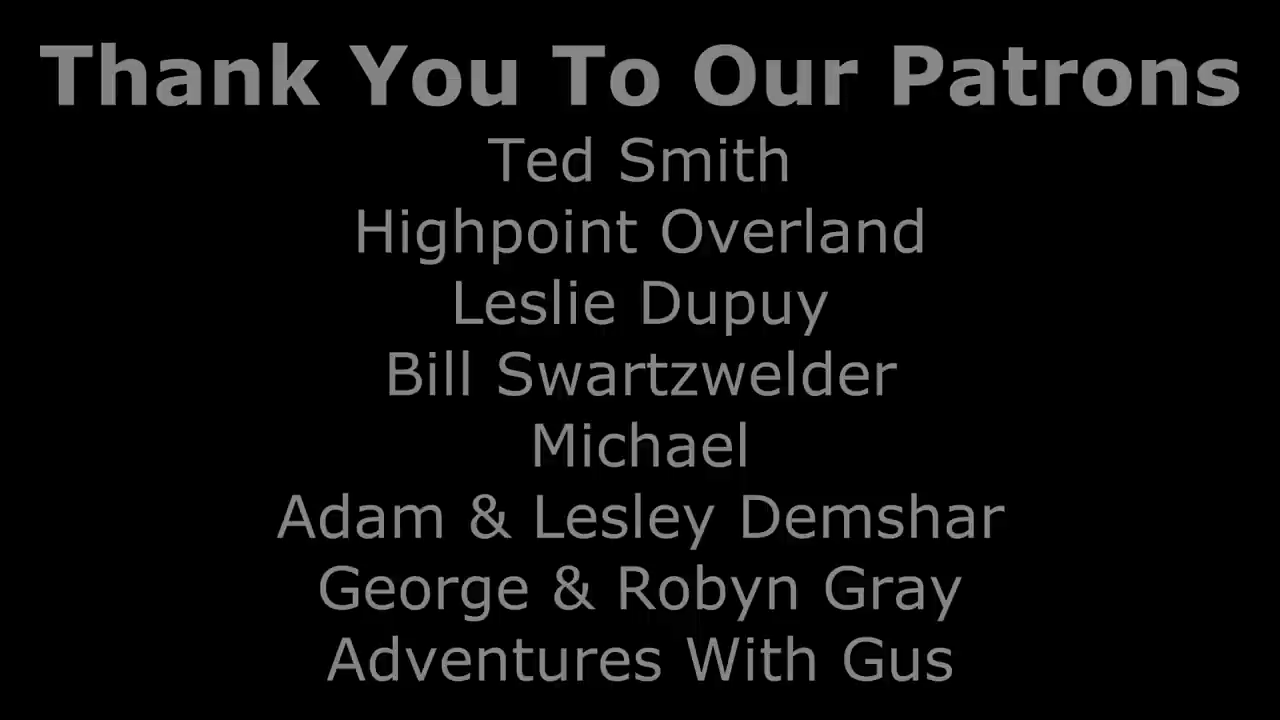 Thank You To Our Patrons
Ted Smith
Highpoint Overland
Leslie Dupuy
Bill Swartzwelder
Michael
Adam & Lesley Demshar
George & Robyn Gray
Adventures With Gus